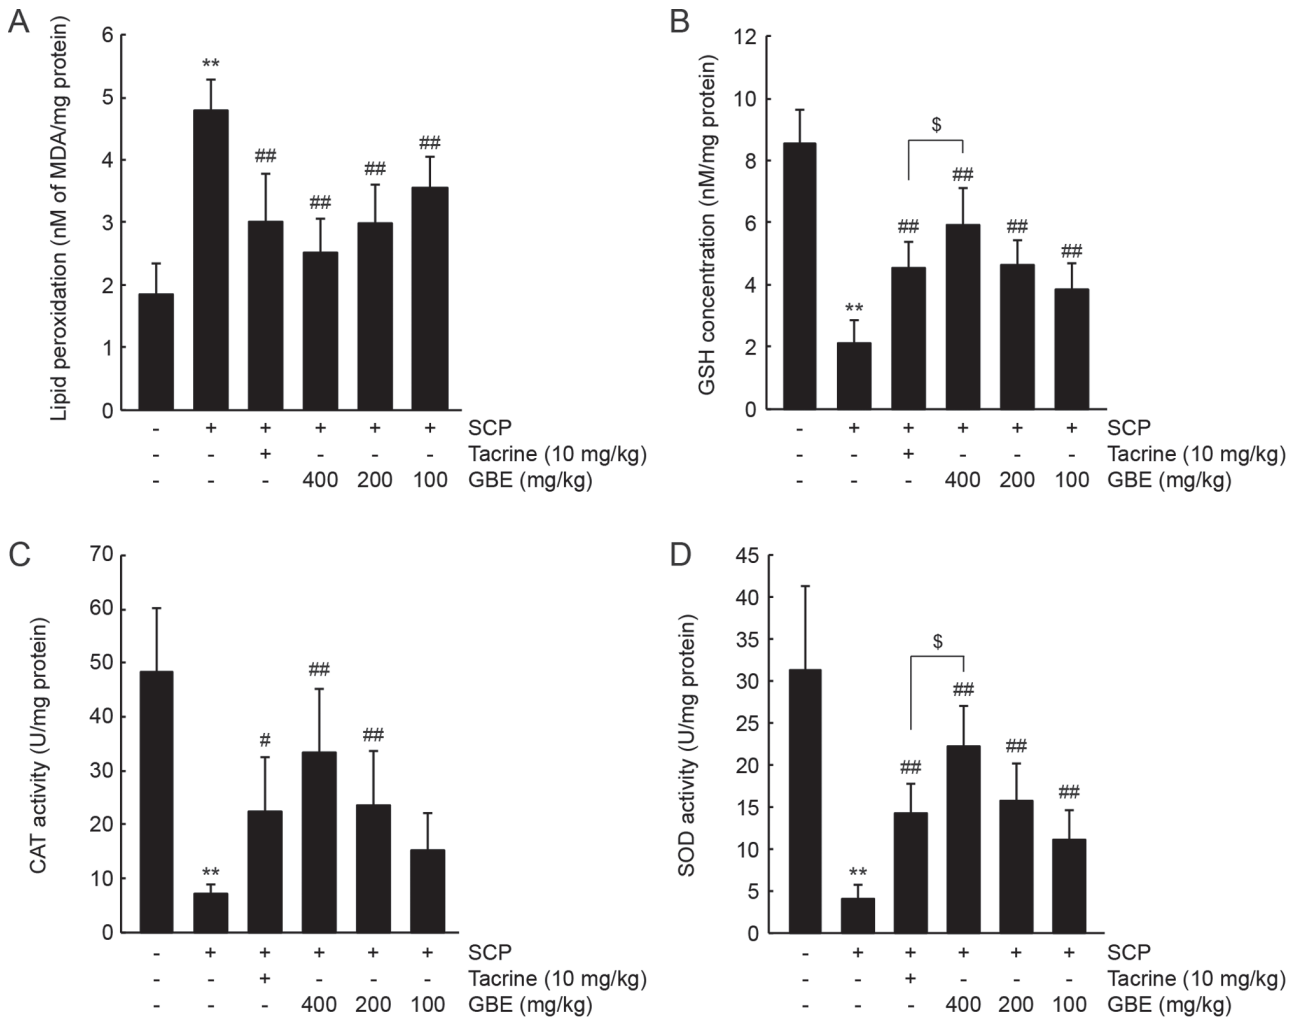 A
Lipid peroxidation (nM of MDA/mg protein)
6
5
4
3
2
1
0
**
##
##
##
##
- + + + + + SCP
- - + - - - Tacrine (10 mg/kg)
- - - 400 200 100 GBE (mg/kg)
B
GSH concentration (nM/mg protein)
12
10
8
6
4
2
0
$
**
##
##
##
##
- + + + + + SCP
- - + - - - Tacrine (10 mg/kg)
- - - 400 200 100 GBE (mg/kg)
C
CAT activity (U/mg protein)
70
60
50
40
30
20
10
0
**
#
##
##
- + + + + + SCP
- - + - - - Tacrine (10 mg/kg)
- - - 400 200 100 GBE (mg/kg)
D
SOD activity (U/mg protein)
45
40
35
30
25
20
15
10
5
0
$
**
##
##
##
##
- + + + + + SCP
- - + - - - Tacrine (10 mg/kg)
- - - 400 200 100 GBE (mg/kg)